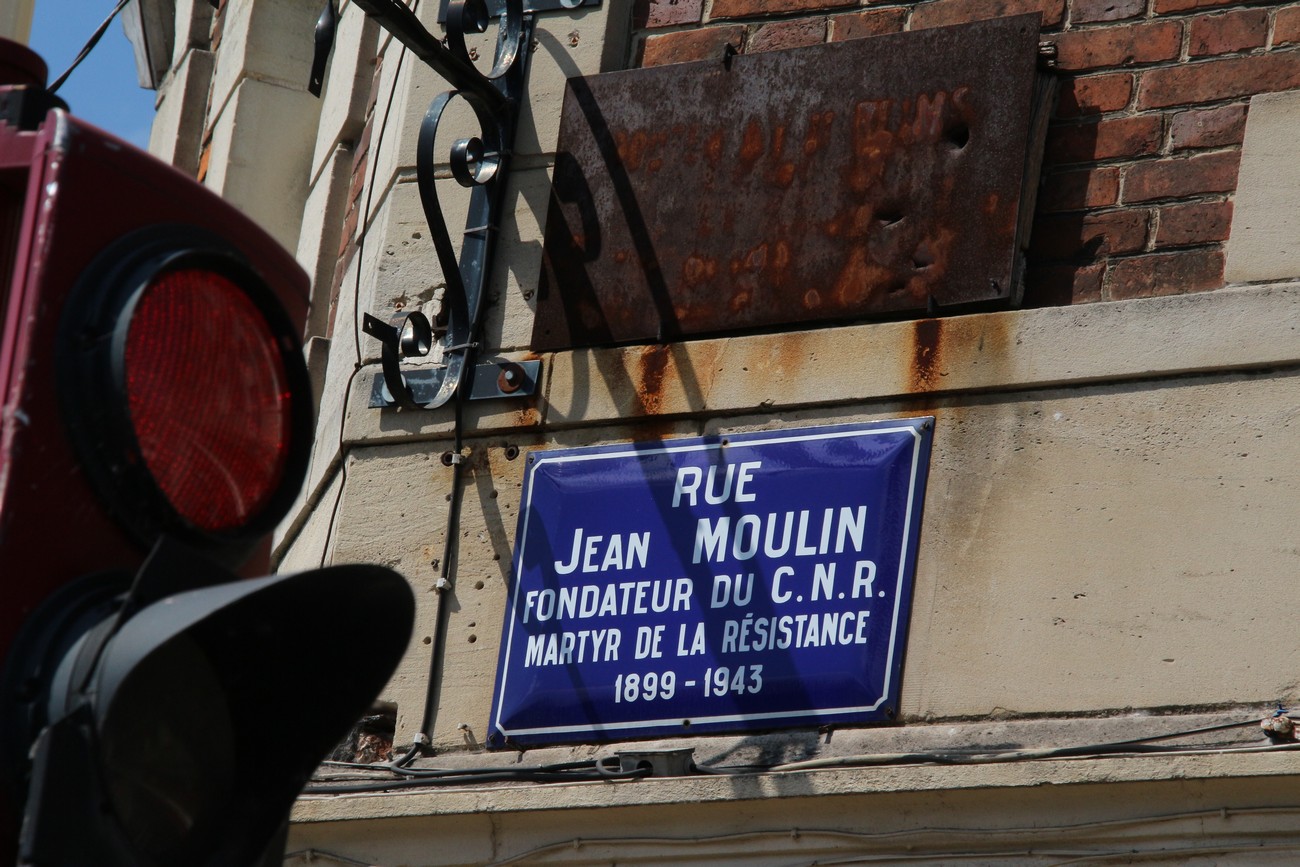 RUE
JEAN MOULIN
FONDATEUR DU C.N.R.
MARTYR DE LA RÉSISTANCE
1899 - 1943